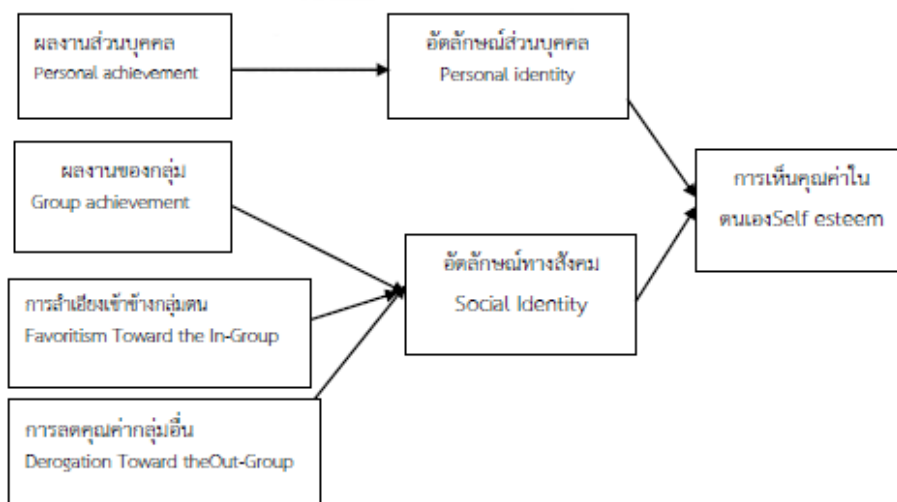 ผลงานส่วนบุคคล
Personal achievement
อัตลักษณ์ส่วนบุคคล
Personal identity
ผลงานของกลุ่ม
Group achievement
การเห็นคุณค่าใน
ตนเองSelf esteem
อัตลักษณ์ทางสังคม
Social Identity
การลำเอียงเข้าข้างกลุ่มตน
Favoritism Toward the In-Group
การลดคุณค่ากลุ่มอื่น
Derogation Toward theOut-Group